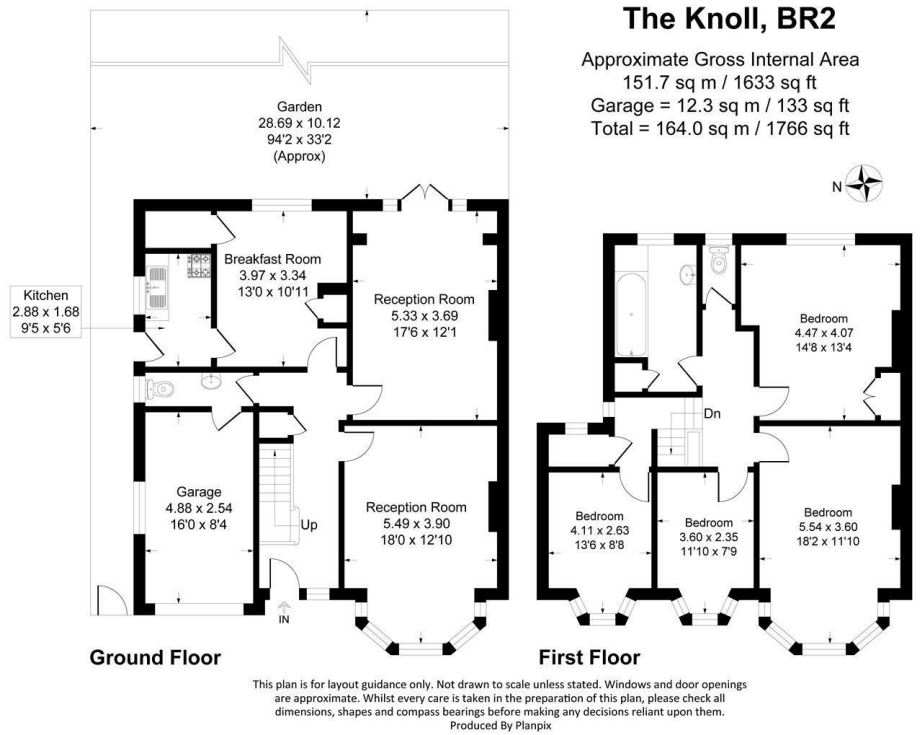 The Knoll, BR2
Approximate Gross Internal Area
151.7 sq m / 1633 sq ft
Garage = 12.3 sq m / 133 sq ft
Total = 164.0 sq m / 1766 sq ft
N
Garden
28.69 x 10.12
94'2 x 33'2
(Approx)
Kitchen
2.88 x 1.68
9'5 x 5'6
Breakfast Room
3.97 x 3.34
13'0 x 10'11
Reception Room
5.33 x 3.69
17'6 x 12'1
Garage
4.88 x 2.54
16'0 x 8'4
Up
Reception Room
5.49 x 3.90
18'0 x 12'10
IN
Ground Floor
Bedroom
4.47 x 4.07
14'8 x 13'4
Dn
Bedroom
4.11 x 2.63
13'6 x 8'8
Bedroom
3.60 x 2.35
11'10 x 7'9
Bedroom
5.54 x 3.60
18'2 x 11'10
First Floor
This plan is for layout guidance only. Not drawn to scale unless stated. Windows and door openings
are approximate. Whilst every care is taken in the preparation of this plan, please check all
dimensions, shapes and compass bearings before making any decisions reliant upon them.
Produced By Planpix